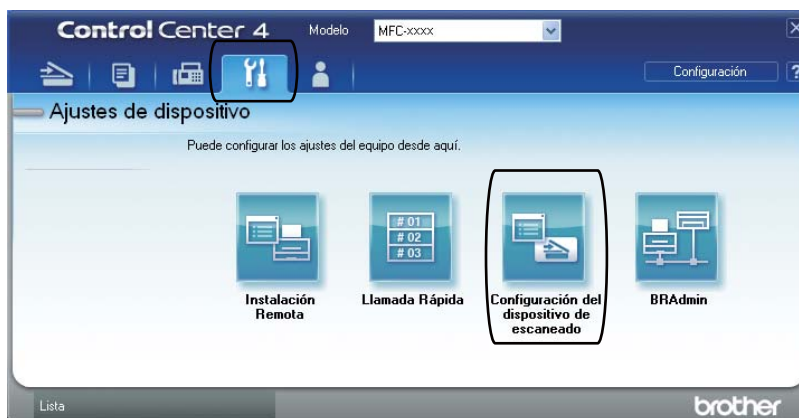 Control Center 4
Modelo
MFC-xxxx
Configuración
?
Ajustes de dispositivo
Puede configurar los ajustes del equipo desde aquí.
# 01
# 02
# 03
Instalación
Remota
Llamada Rápida
Configuración del
dispositivo de
escaneado
BRAdmin
Lista
brother